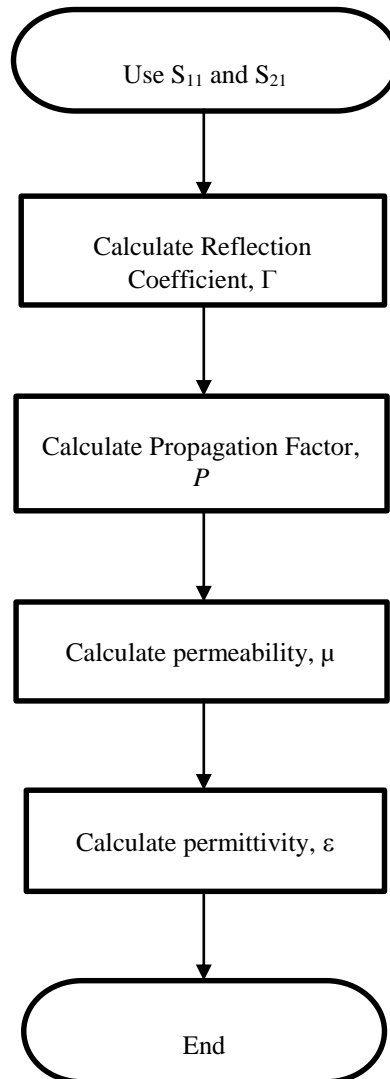 Use S₁₁ and S₂₁
Calculate Reflection
Coefficient, Γ
Calculate Propagation Factor,
P
Calculate permeability, μ
Calculate permittivity, ε
End